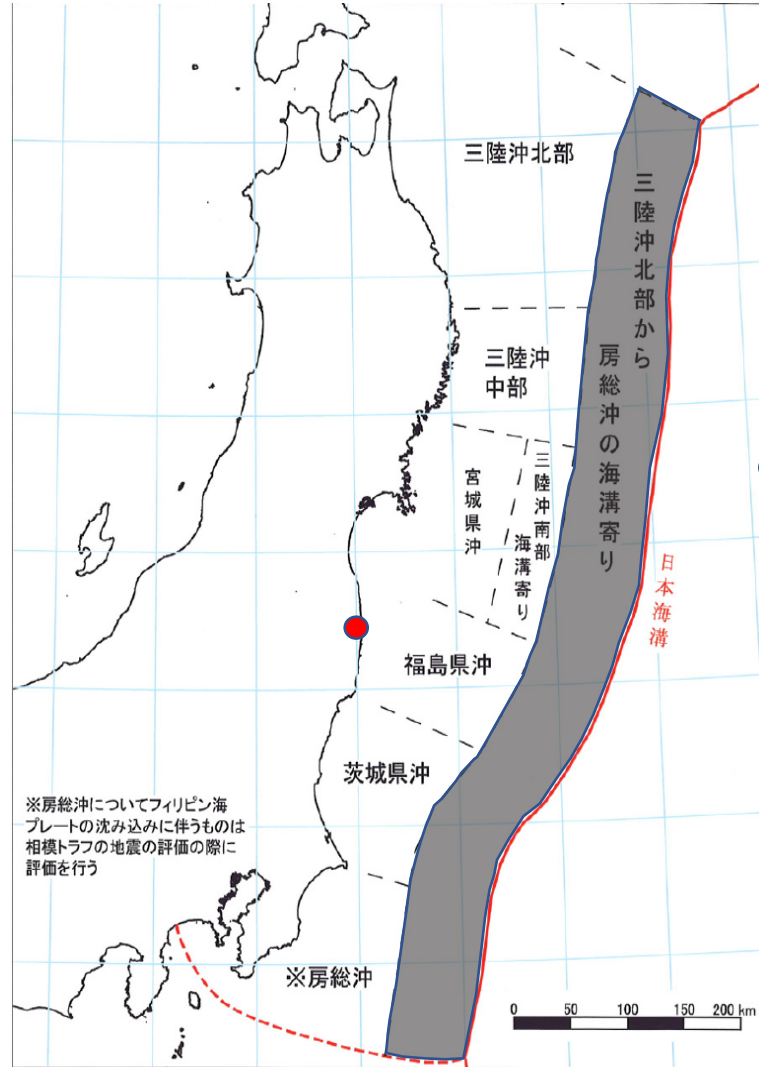 三陸沖北部
三陸沖北部から
房総沖の海溝寄り
三陸沖
中部
宮城県沖
三陸沖南部
海溝寄り
日本海溝
福島県沖
茨城県沖
※房総沖についてフィリピン海
プレートの沈み込みに伴うものは
相模トラフの地震の評価の際に
評価を行う
※房総沖
0 50 100 150 200 km